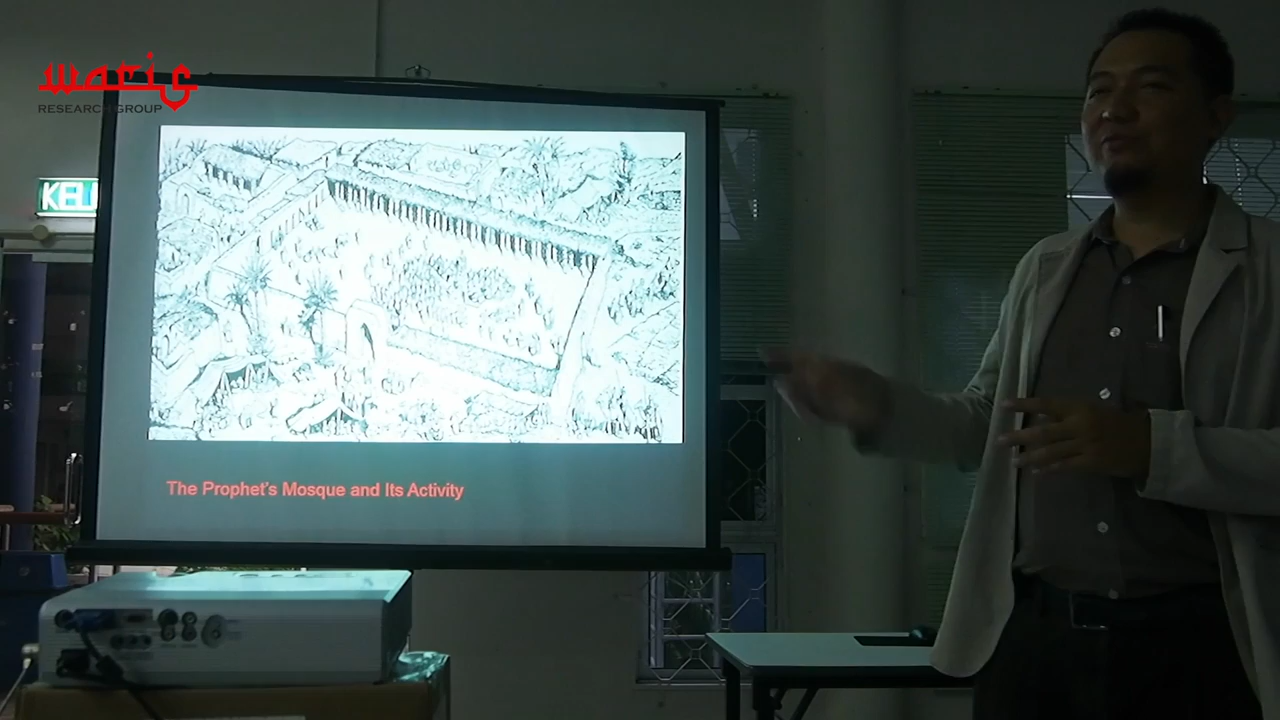 waris
RESEARCH GROUP
KELU
The Prophet's Mosque and Its Activity